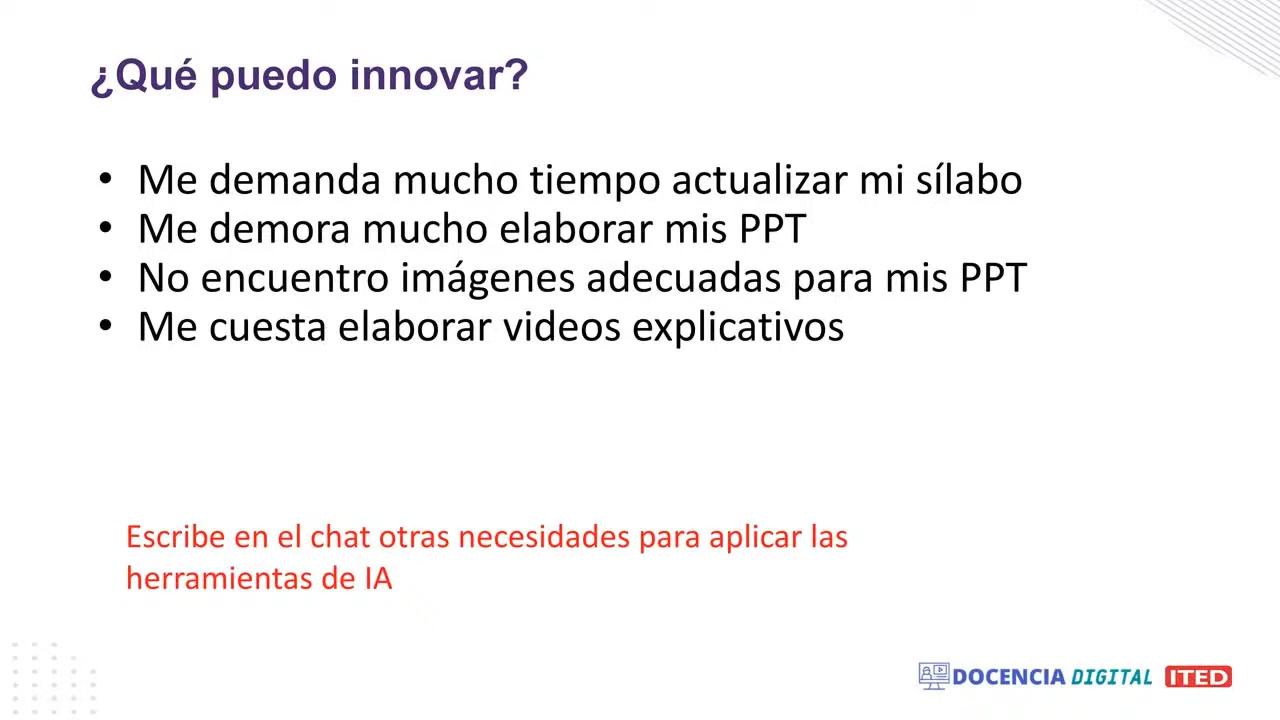 ¿Qué puedo innovar?
• Me demanda mucho tiempo actualizar mi sílabo
• Me demora mucho elaborar mis PPT
• No encuentro imágenes adecuadas para mis PPT
• Me cuesta elaborar videos explicativos
Escribe en el chat otras necesidades para aplicar las
herramientas de IA
DOCENCIA DIGITAL ITED